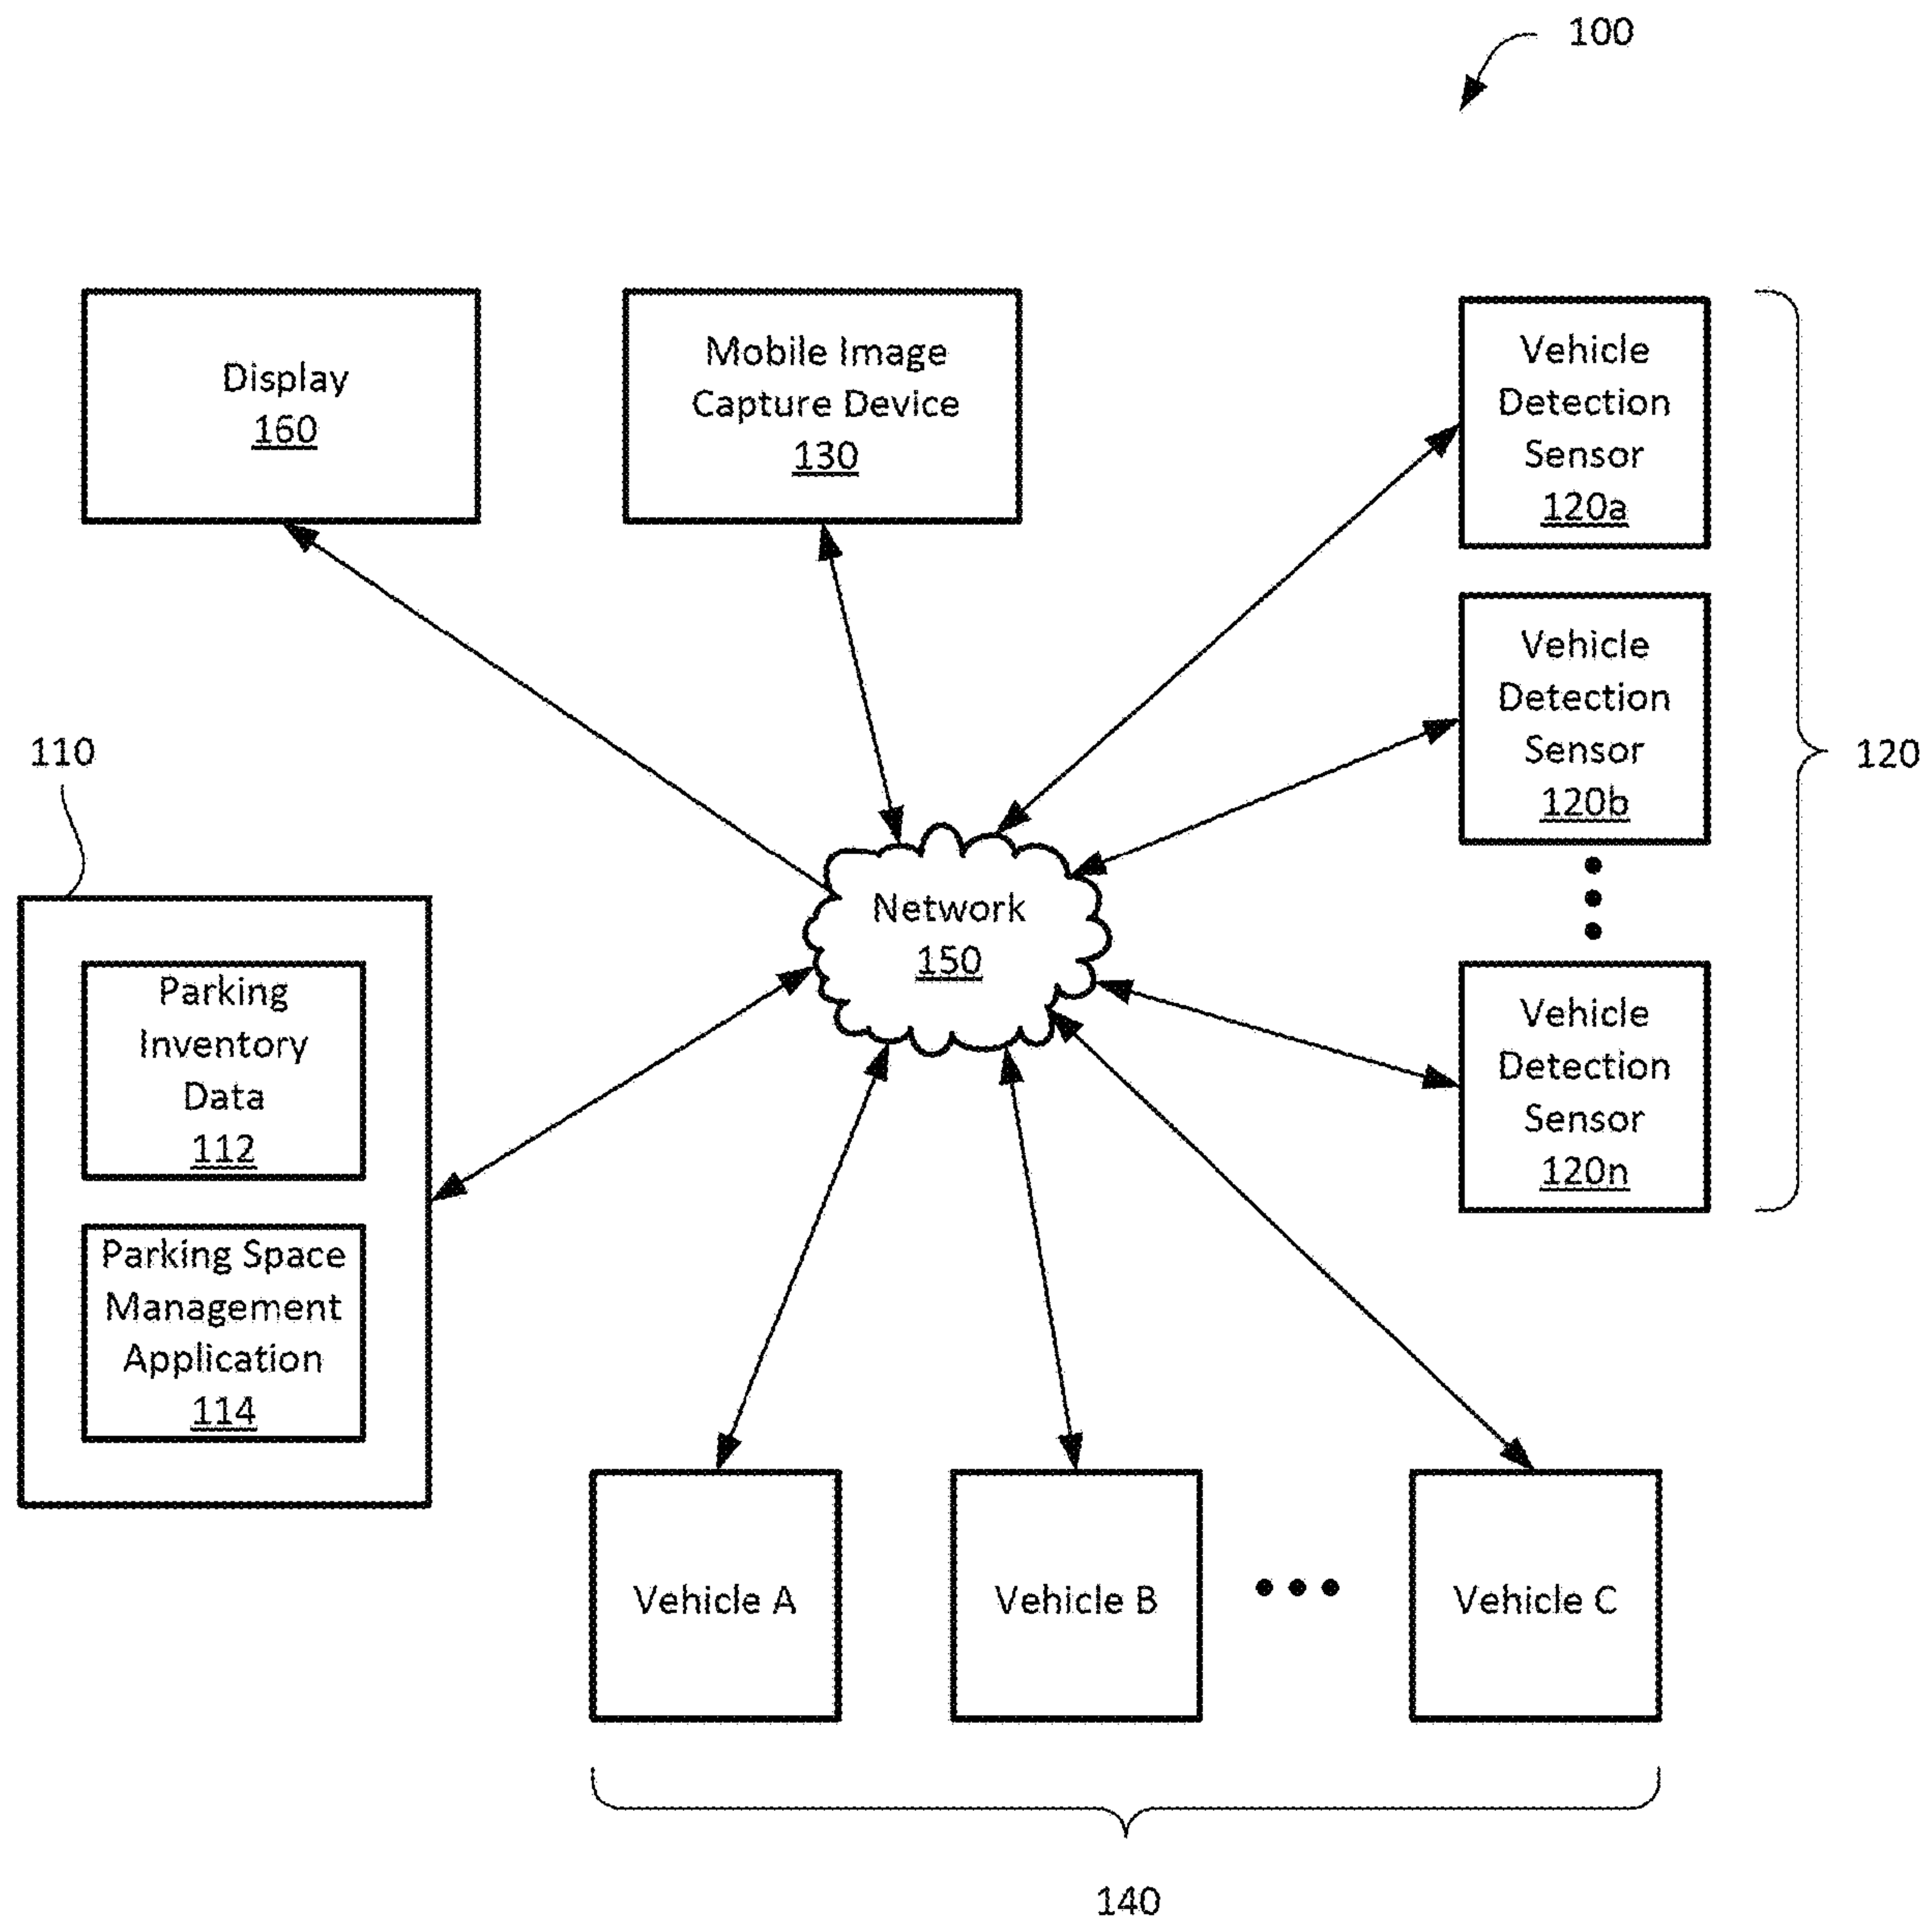 100
Display
160
Mobile Image
Capture Device
130
Vehicle
Detection
Sensor
120a
Vehicle
Detection
Sensor
120b
120
110
Network
150
Parking
Inventory
Data
112
Vehicle
Detection
Sensor
120n
Parking Space
Management
Application
114
Vehicle A
Vehicle B
Vehicle C
140